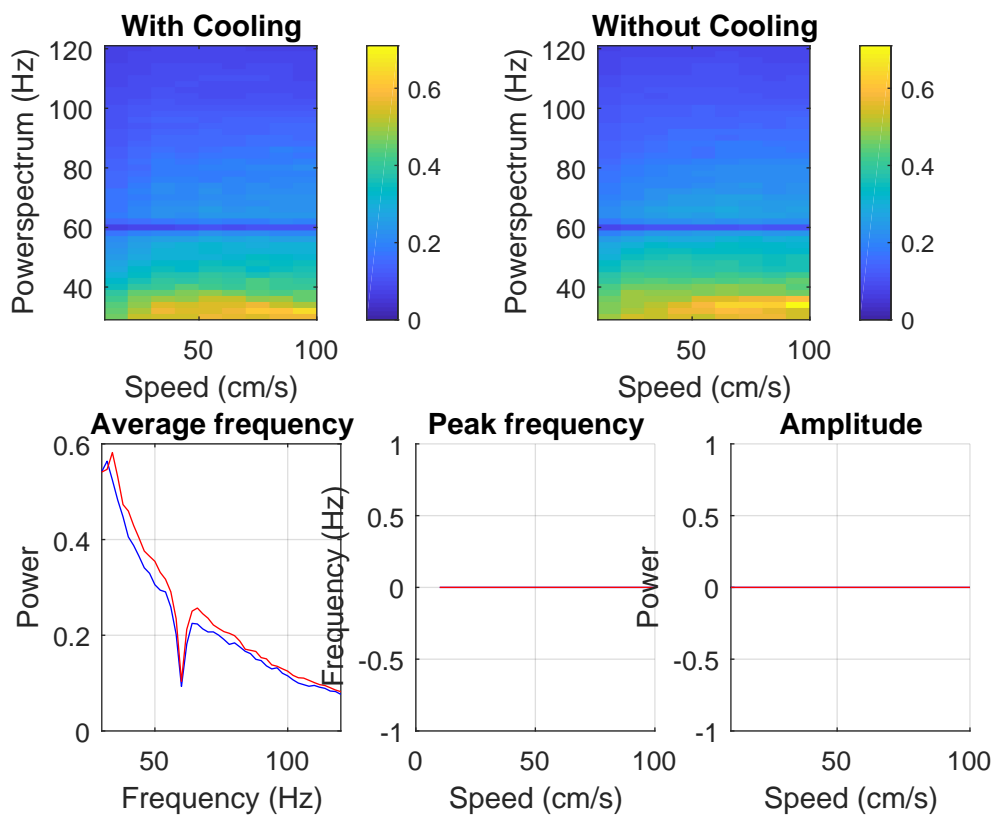 With Cooling
Without Cooling
120
100
80
60
40
50
100
Powerspectrum (Hz)
Speed (cm/s)
0.6
0.4
0.2
0
120
100
80
60
40
50
100
Powerspectrum (Hz)
Speed (cm/s)
0.6
0.4
0.2
0
Average frequency
0.6
0.4
0.2
0
50
100
Power
Frequency (Hz)
Peak frequency
1
0.5
0
-0.5
-1
0
50
100
Frequency (Hz)
Speed (cm/s)
Amplitude
1
0.5
0
-0.5
-1
50
100
Power
Speed (cm/s)